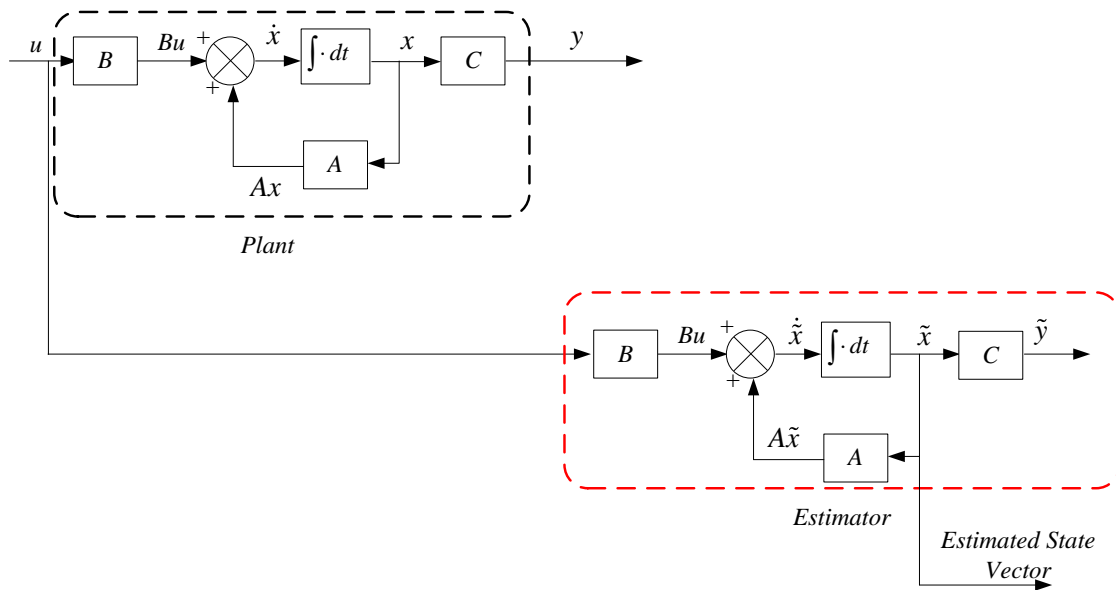 u
B
Bu
+
+
ẋ
∫· dt
x
C
y
A
Ax
Plant
B
Bu
+
+
x̃̇
∫· dt
x̃
C
ỹ
Ax̃
A
Estimator
Estimated State
Vector